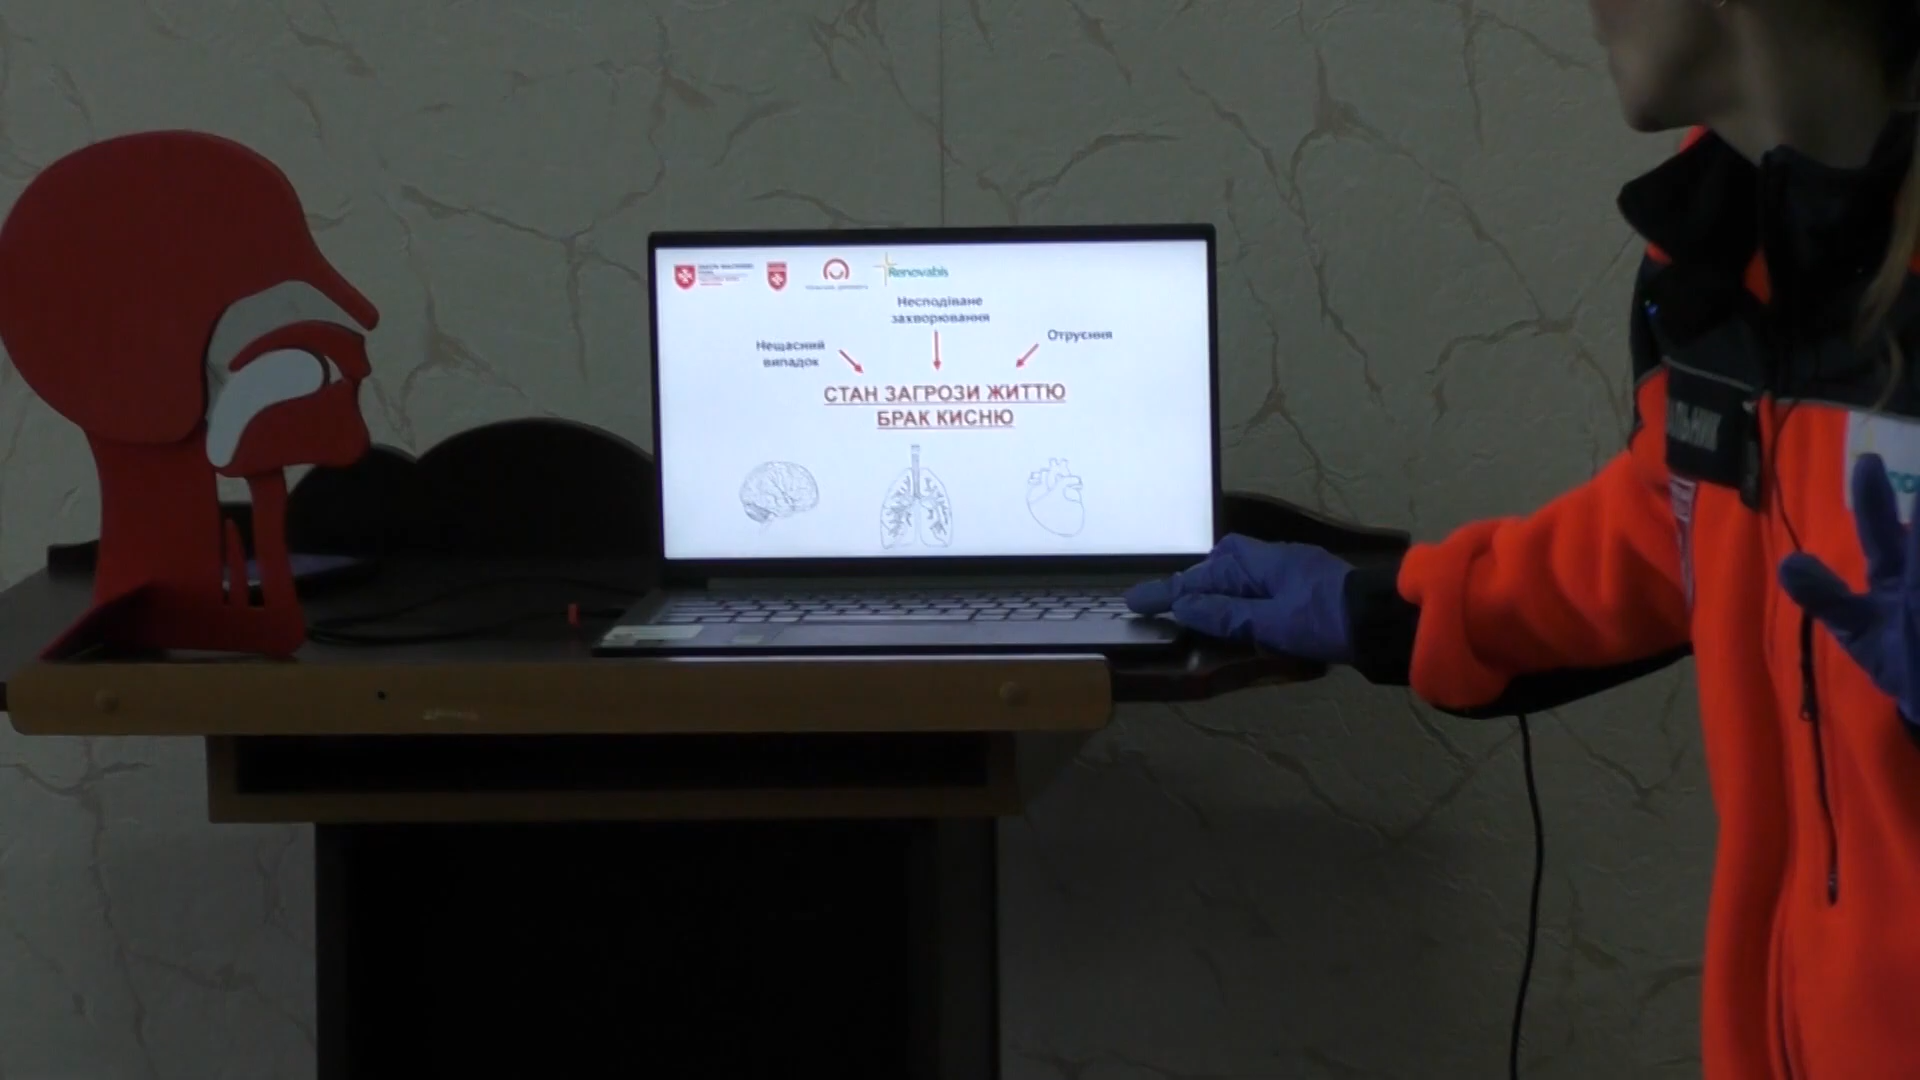 Renovabis
Несподіване
захворювання
Нещасний
випадок
Отруєння
СТАН ЗАГРОЗИ ЖИТТЮ
БРАК КИСНЮ